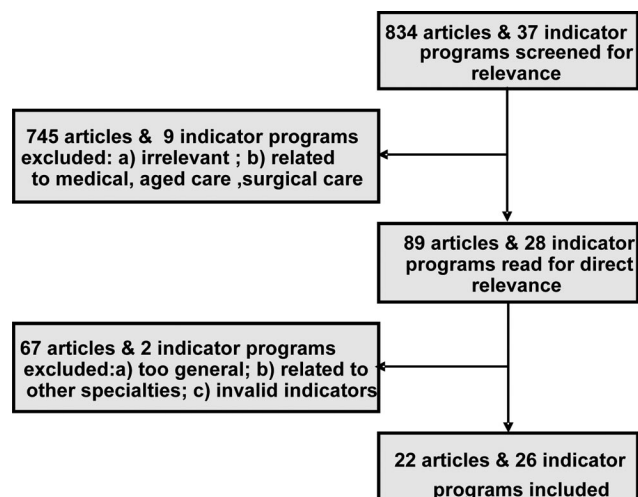 834 articles & 37 indicator
programs screened for
relevance
745 articles & 9 indicator programs
excluded: a) irrelevant ; b) related
to medical, aged care ,surgical care
89 articles & 28 indicator
programs read for direct
relevance
67 articles & 2 indicator programs
excluded:a) too general; b) related to
other specialties; c) invalid indicators
22 articles & 26 indicator
programs included